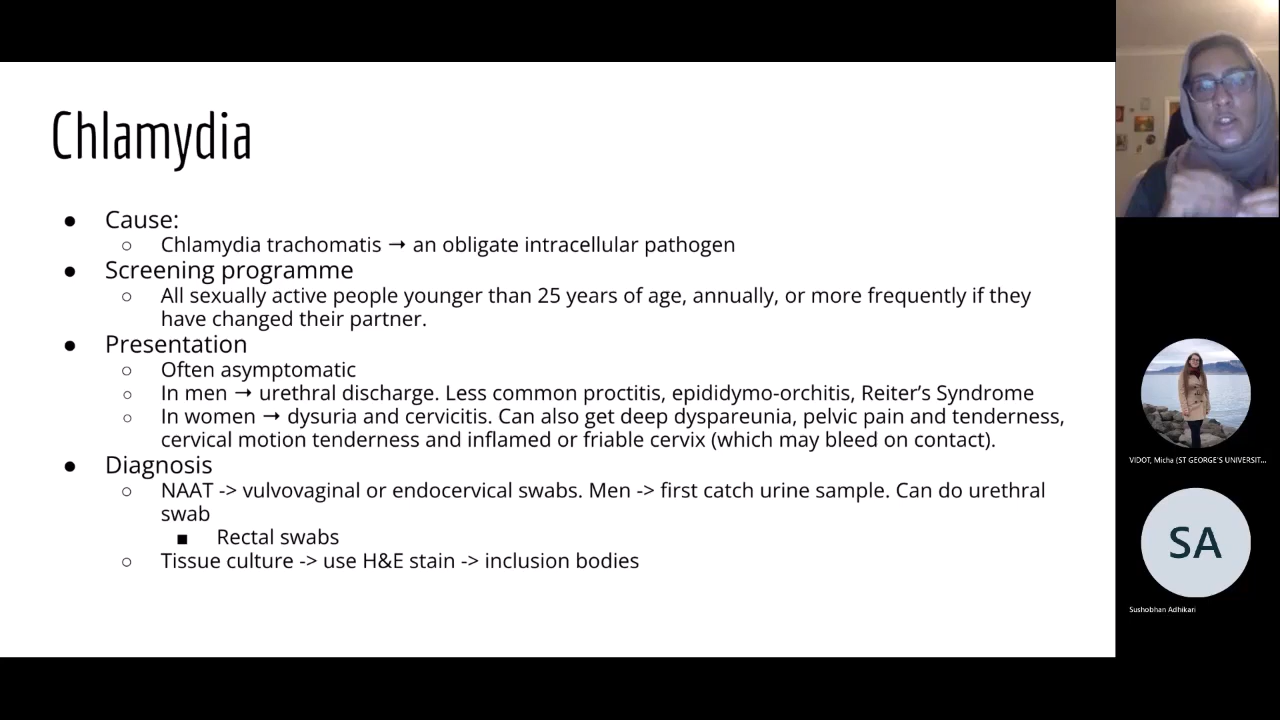 Chlamydia
● Cause:
○ Chlamydia trachomatis → an obligate intracellular pathogen
● Screening programme
○ All sexually active people younger than 25 years of age, annually, or more frequently if they
have changed their partner.
● Presentation
○ Often asymptomatic
○ In men → urethral discharge. Less common proctitis, epididymo-orchitis, Reiter’s Syndrome
○ In women → dysuria and cervicitis. Can also get deep dyspareunia, pelvic pain and tenderness,
cervical motion tenderness and inflamed or friable cervix (which may bleed on contact).
● Diagnosis
○ NAAT -> vulvovaginal or endocervical swabs. Men -> first catch urine sample. Can do urethral
swab
■ Rectal swabs
○ Tissue culture -> use H&E stain -> inclusion bodies
VIDOT, Micha (ST GEORGE'S UNIVERSIT...
SA
Sushobhan Adhikari